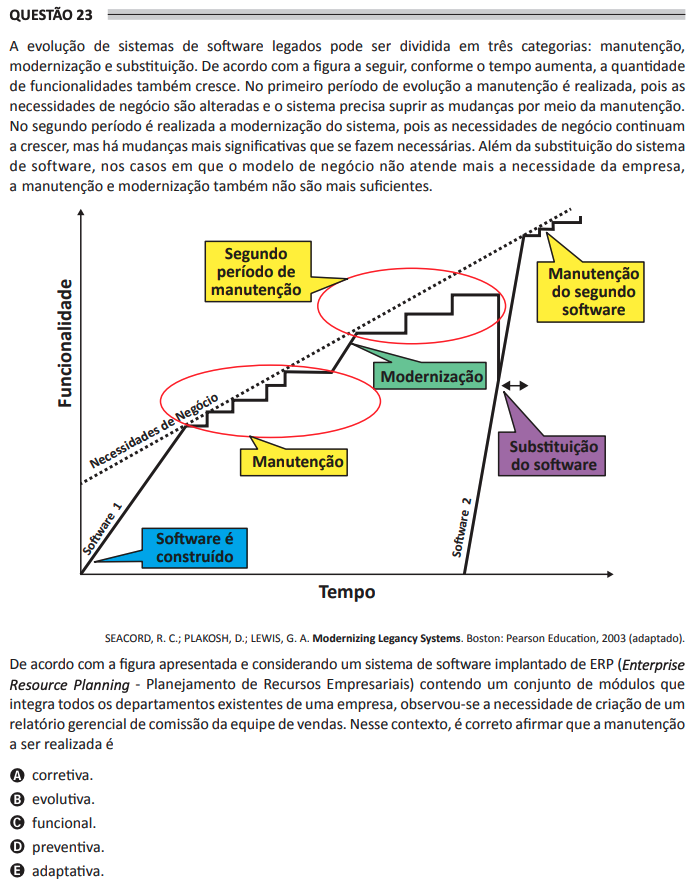 QUESTÃO 23
A evolução de sistemas de software legados pode ser dividida em três categorias: manutenção,
modernização e substituição. De acordo com a figura a seguir, conforme o tempo aumenta, a quantidade
de funcionalidades também cresce. No primeiro período de evolução a manutenção é realizada, pois as
necessidades de negócio são alteradas e o sistema precisa suprir as mudanças por meio da manutenção.
No segundo período é realizada a modernização do sistema, pois as necessidades de negócio continuam
a crescer, mas há mudanças mais significativas que se fazem necessárias. Além da substituição do sistema
de software, nos casos em que o modelo de negócio não atende mais a necessidade da empresa,
a manutenção e modernização também não são mais suficientes.
Funcionalidade
Segundo
período de
manutenção
Manutenção
do segundo
software
Modernização
Necessidades de Negócio
Manutenção
Substituição
do software
Software 1
Software é
construído
Software 2
Tempo
SEACORD, R. C.; PLAKOSH, D.; LEWIS, G. A. Modernizing Legancy Systems. Boston: Pearson Education, 2003 (adaptado).
De acordo com a figura apresentada e considerando um sistema de software implantado de ERP (Enterprise
Resource Planning - Planejamento de Recursos Empresariais) contendo um conjunto de módulos que
integra todos os departamentos existentes de uma empresa, observou-se a necessidade de criação de um
relatório gerencial de comissão da equipe de vendas. Nesse contexto, é correto afirmar que a manutenção
a ser realizada é
A corretiva.
B evolutiva.
C funcional.
D preventiva.
E adaptativa.